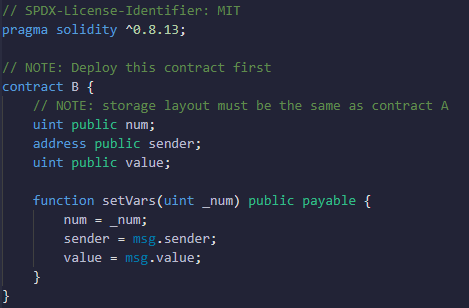 // SPDX-License-Identifier: MIT
pragma solidity ^0.8.13;

// NOTE: Deploy this contract first
contract B {
    // NOTE: storage layout must be the same as contract A
    uint public num;
    address public sender;
    uint public value;

    function setVars(uint _num) public payable {
        num = _num;
        sender = msg.sender;
        value = msg.value;
    }
}